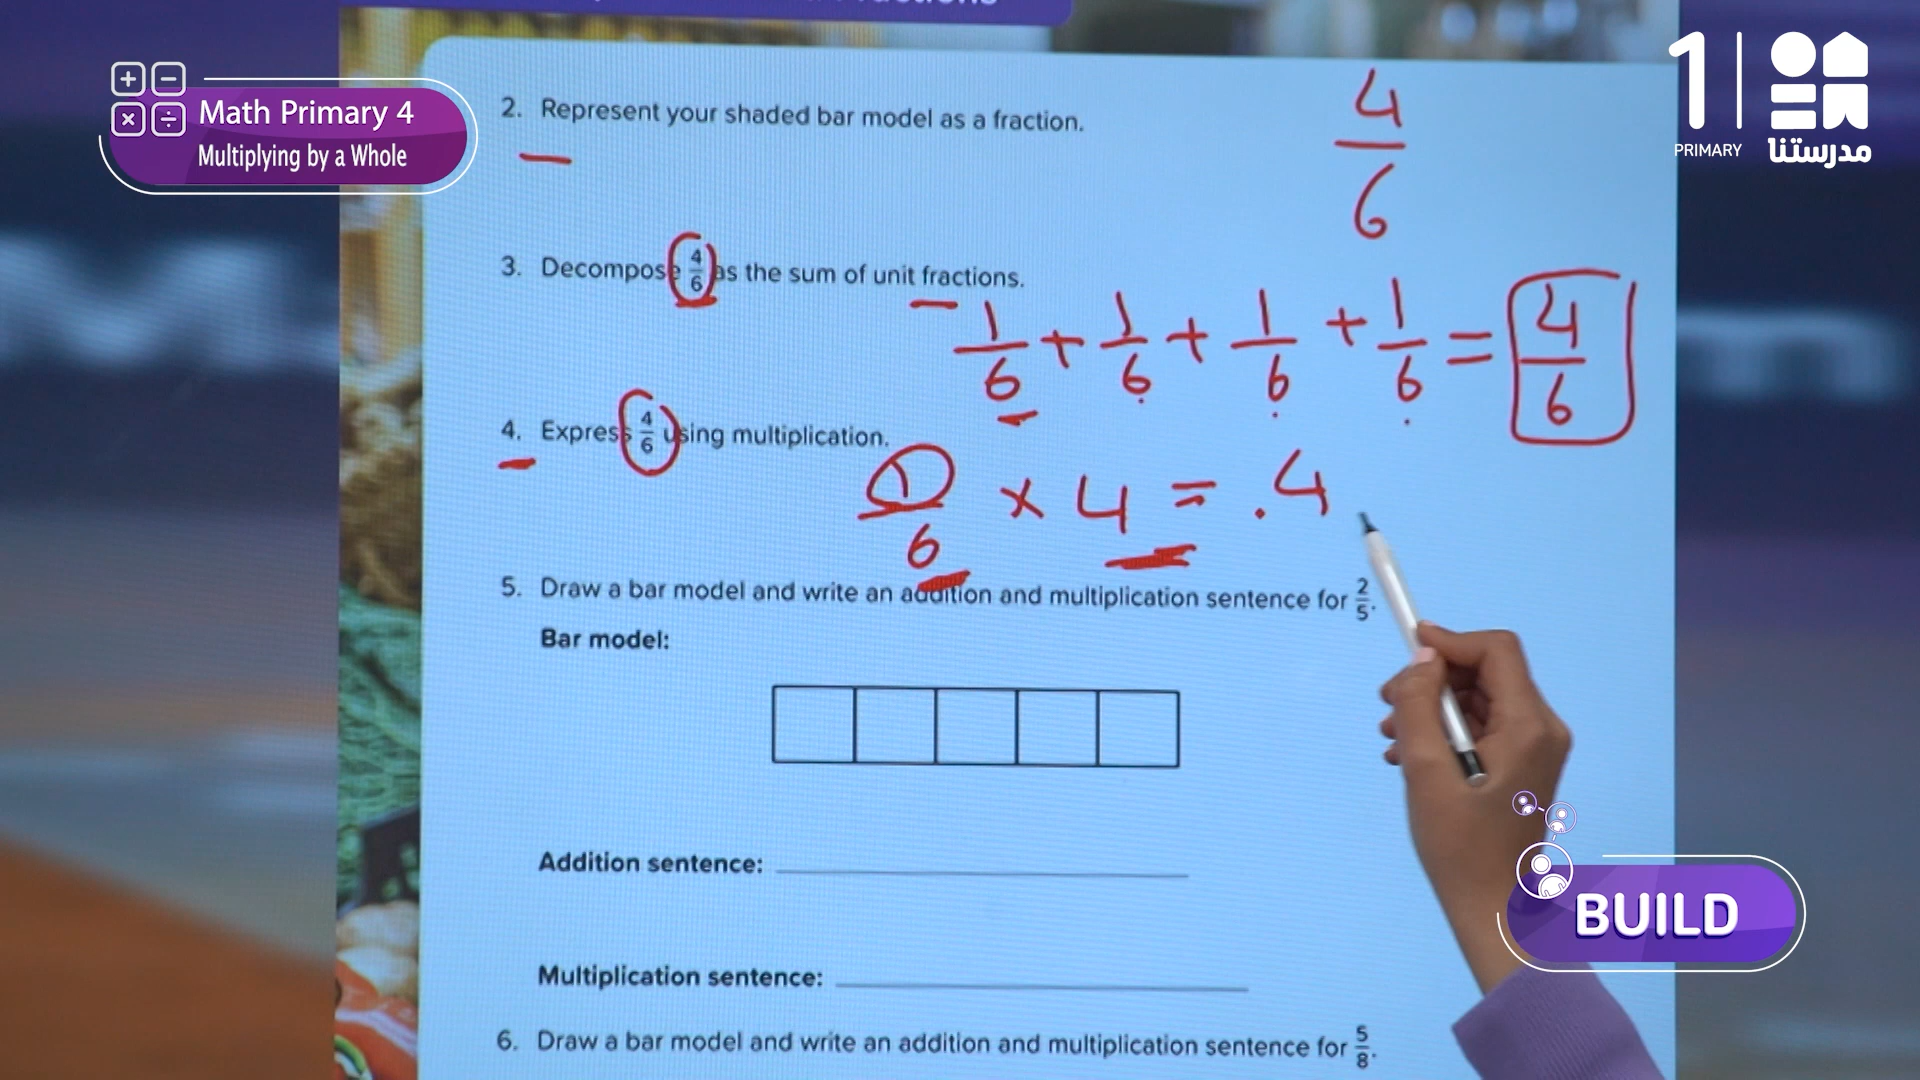 Math Primary 4
Multiplying by a Whole
1
PRIMARY
مدرستنا
2. Represent your shaded bar model as a fraction.
4/6
3. Decompose 4/6 as the sum of unit fractions.
1/6 + 1/6 + 1/6 + 1/6 = 4/6
4. Express 4/6 using multiplication.
1/6 × 4 = .4
5. Draw a bar model and write an addition and multiplication sentence for 2/5.
Bar model:
Addition sentence:
Multiplication sentence:
6. Draw a bar model and write an addition and multiplication sentence for 5/8.
BUILD